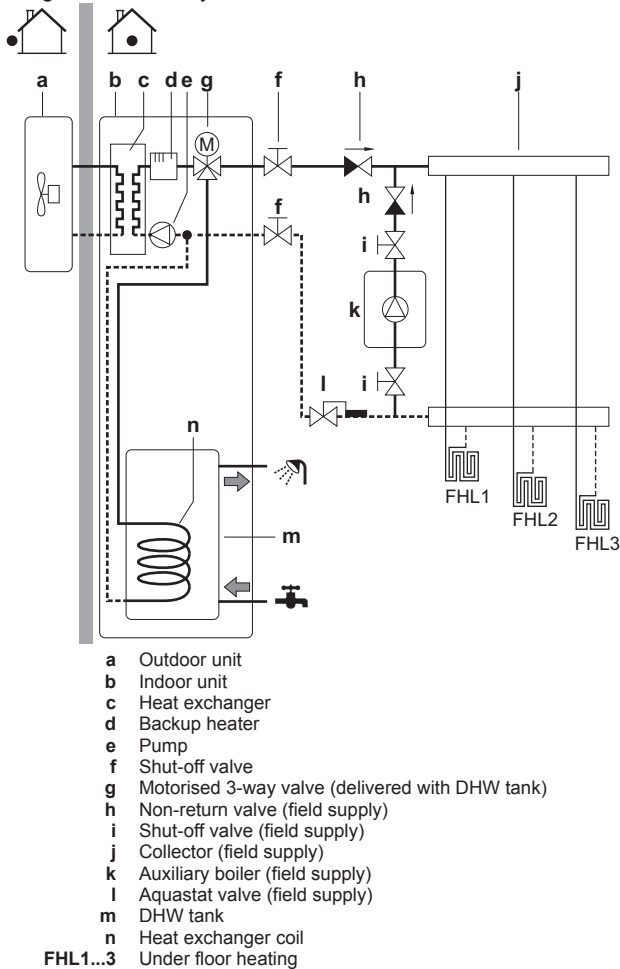 a b c d e g f h j
M
h
f
i
k
l i
n
FHL1
FHL2
FHL3
m
a Outdoor unit
b Indoor unit
c Heat exchanger
d Backup heater
e Pump
f Shut-off valve
g Motorised 3-way valve (delivered with DHW tank)
h Non-return valve (field supply)
i Shut-off valve (field supply)
j Collector (field supply)
k Auxiliary boiler (field supply)
l Aquastat valve (field supply)
m DHW tank
n Heat exchanger coil
FHL1...3 Under floor heating